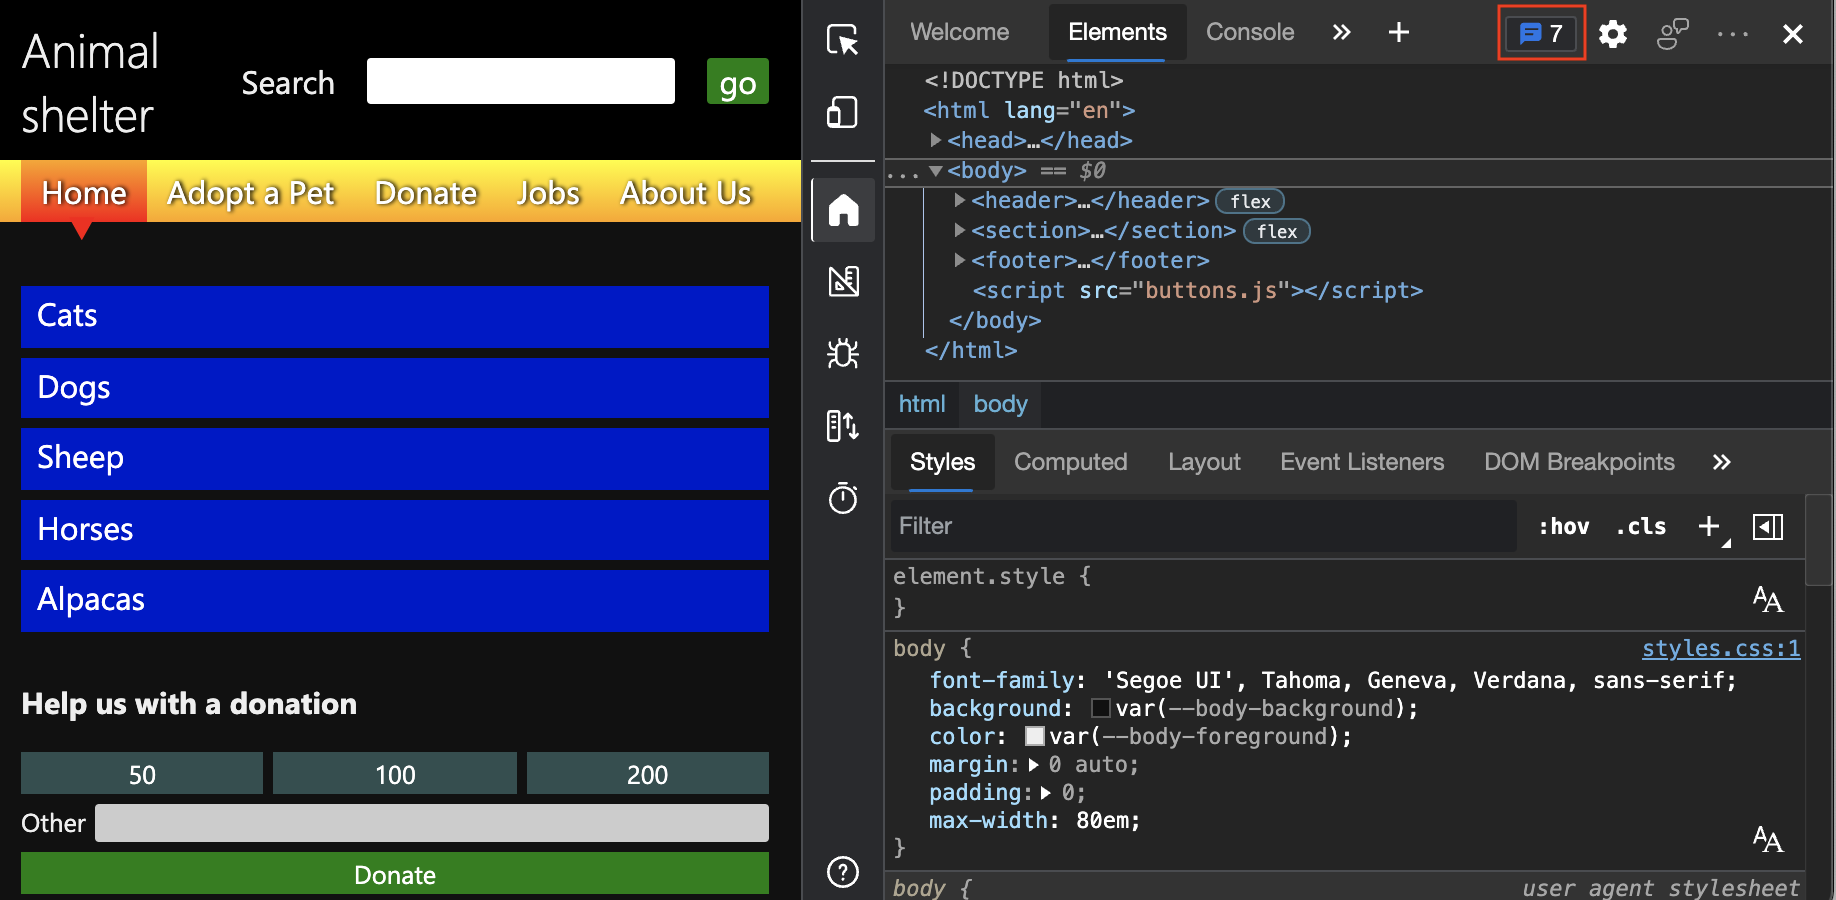 Animal
shelter
Search
go
Home Adopt a Pet Donate Jobs About Us
Cats
Dogs
Sheep
Horses
Alpacas
Help us with a donation
50 100 200
Other
Donate
Welcome Elements Console » + 7
<!DOCTYPE html>
<html lang="en">
<head>…</head>
... <body> == $0
<header>…</header> flex
<section>…</section> flex
<footer>…</footer>
<script src="buttons.js"></script>
</body>
</html>
html body
Styles Computed Layout Event Listeners DOM Breakpoints »
Filter :hov .cls +
element.style {
}
body { styles.css:1
font-family: 'Segoe UI', Tahoma, Geneva, Verdana, sans-serif;
background: var(--body-background);
color: var(--body-foreground);
margin: 0 auto;
padding: 0;
max-width: 80em;
}
body { user agent stylesheet